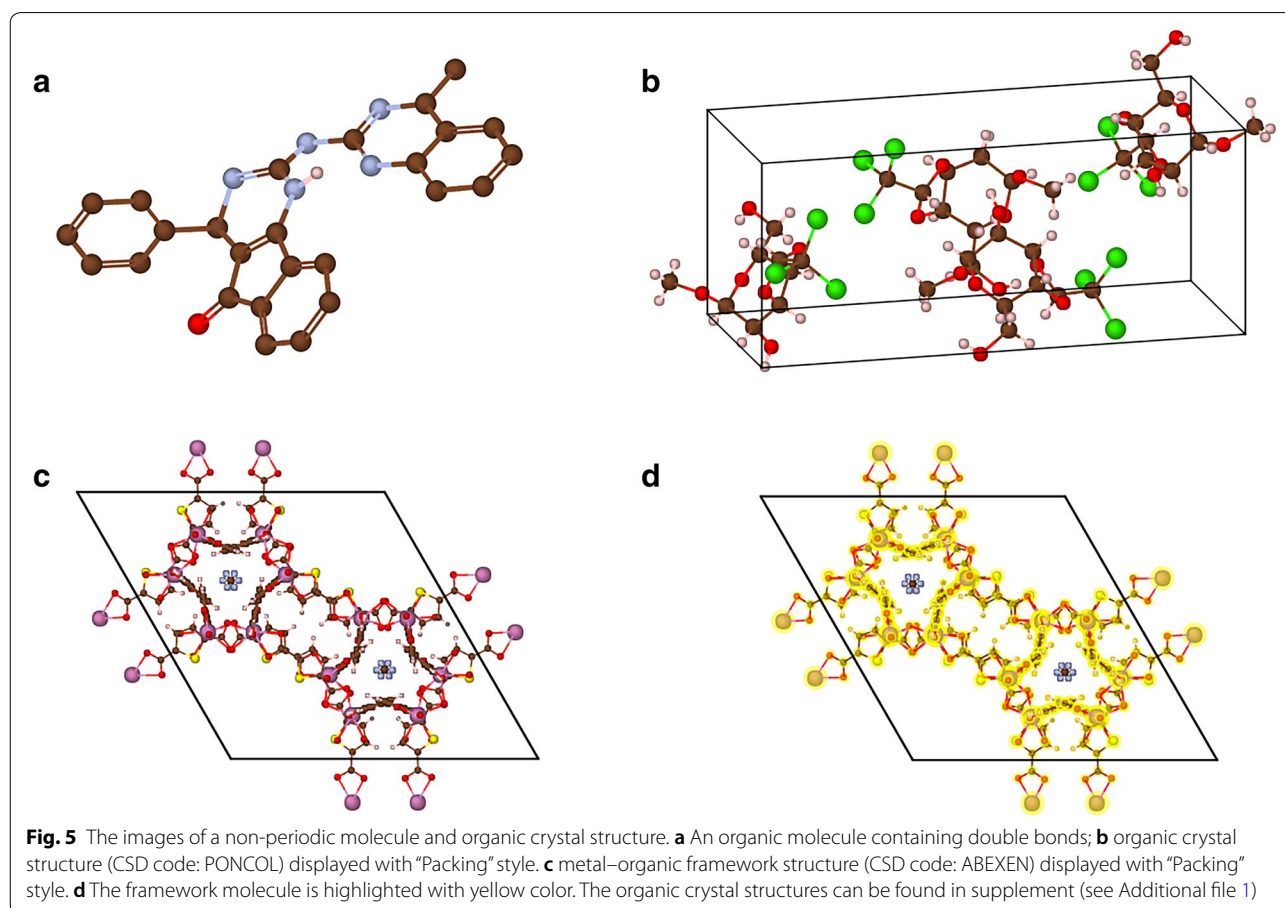 a
b
c
d
Fig. 5 The images of a non-periodic molecule and organic crystal structure. a An organic molecule containing double bonds; b organic crystal
structure (CSD code: PONCOL) displayed with “Packing” style. c metal–organic framework structure (CSD code: ABEXEN) displayed with “Packing”
style. d The framework molecule is highlighted with yellow color. The organic crystal structures can be found in supplement (see Additional file 1)